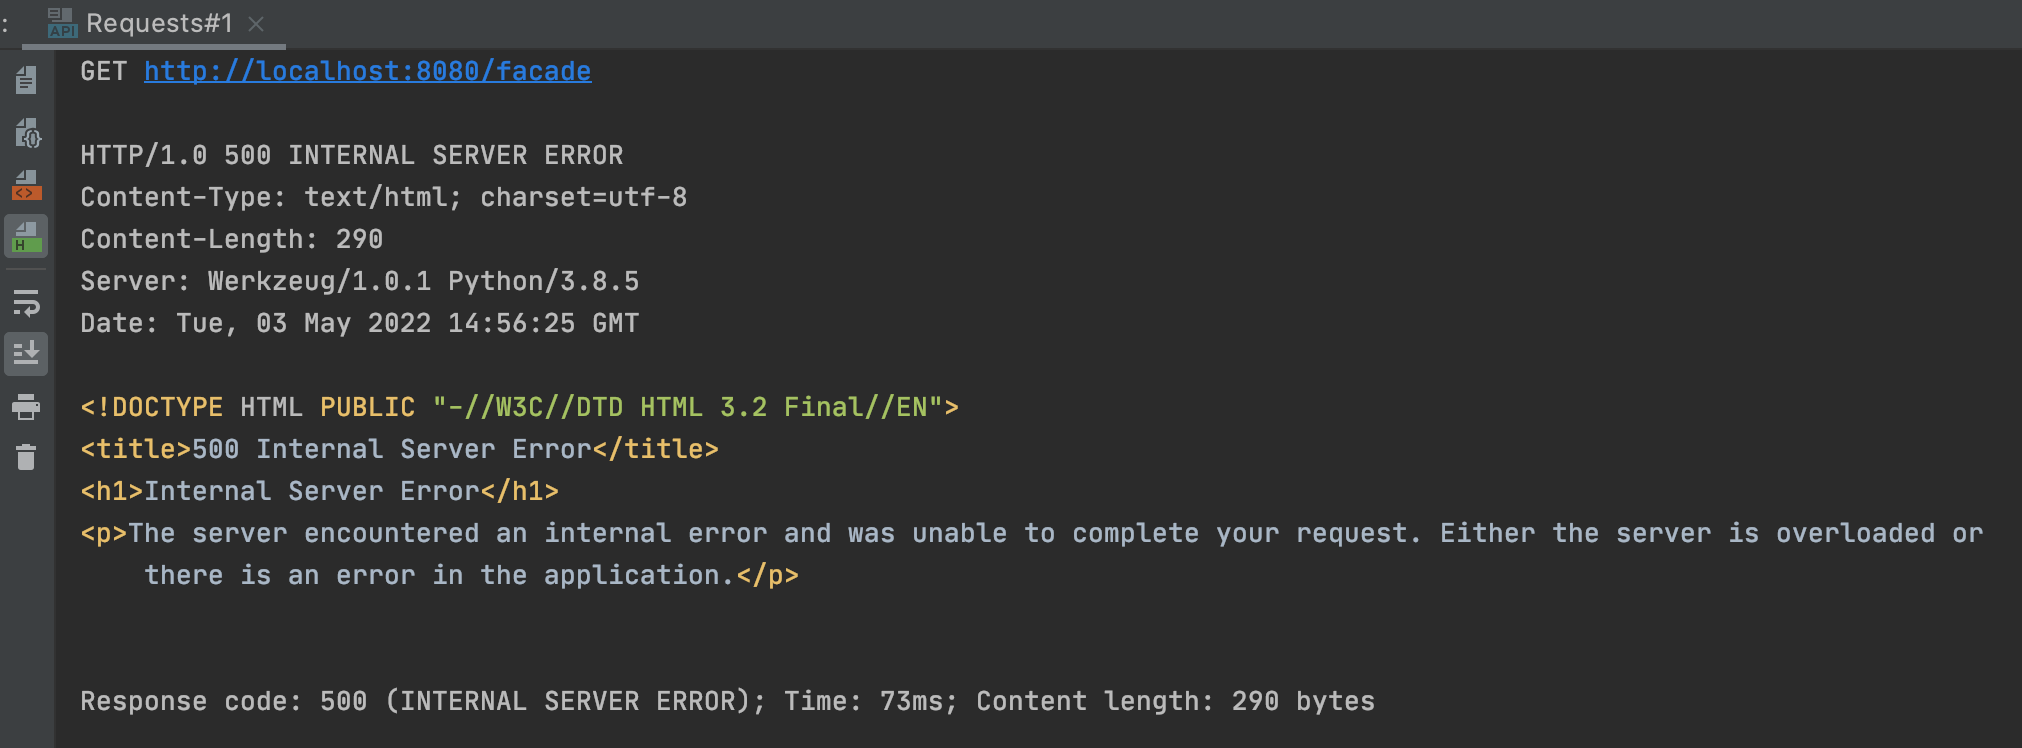 : API Requests#1
GET http://localhost:8080/facade
HTTP/1.0 500 INTERNAL SERVER ERROR
Content-Type: text/html; charset=utf-8
Content-Length: 290
Server: Werkzeug/1.0.1 Python/3.8.5
Date: Tue, 03 May 2022 14:56:25 GMT
<!DOCTYPE HTML PUBLIC "-//W3C//DTD HTML 3.2 Final//EN">
<title>500 Internal Server Error</title>
<h1>Internal Server Error</h1>
<p>The server encountered an internal error and was unable to complete your request. Either the server is overloaded or
there is an error in the application.</p>
Response code: 500 (INTERNAL SERVER ERROR); Time: 73ms; Content length: 290 bytes